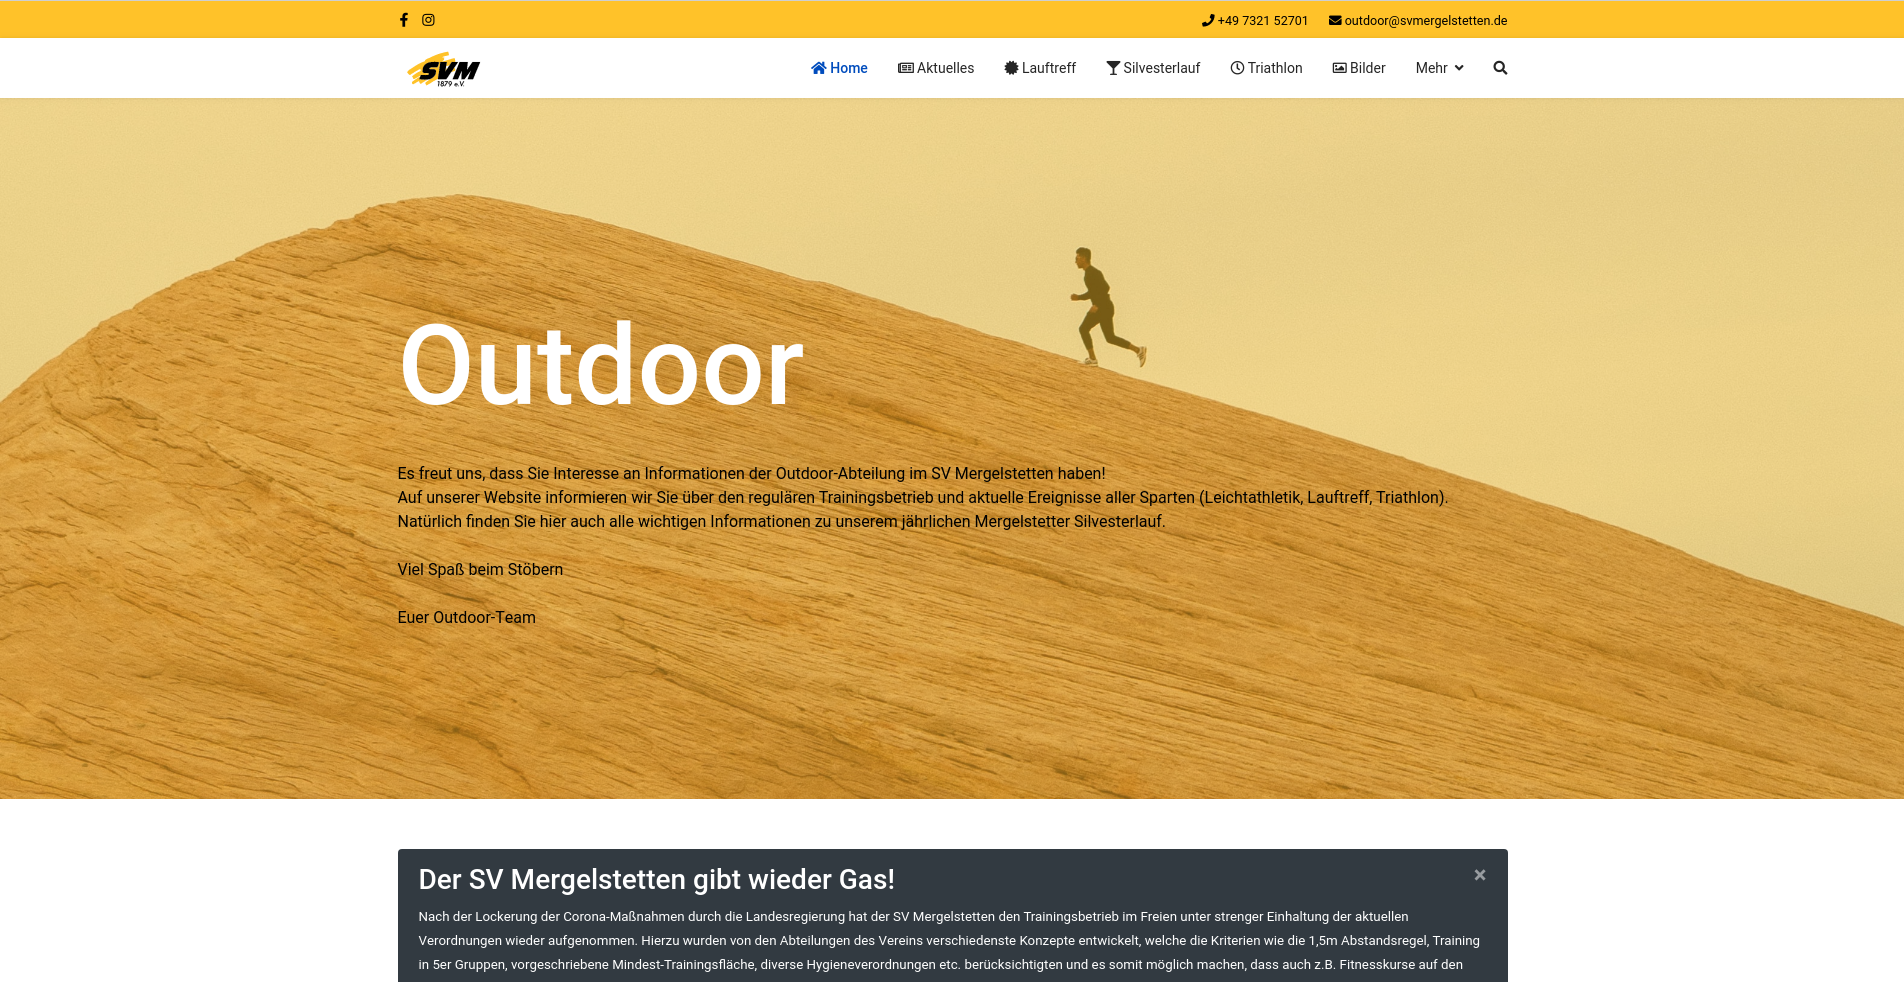 +49 7321 52701 outdoor@svmergelstetten.de
SVM
1879 e.V.
Home Aktuelles Lauftreff Silvesterlauf Triathlon Bilder Mehr
Outdoor
Es freut uns, dass Sie Interesse an Informationen der Outdoor-Abteilung im SV Mergelstetten haben!
Auf unserer Website informieren wir Sie über den regulären Trainingsbetrieb und aktuelle Ereignisse aller Sparten (Leichtathletik, Lauftreff, Triathlon).
Natürlich finden Sie hier auch alle wichtigen Informationen zu unserem jährlichen Mergelstetter Silvesterlauf.
Viel Spaß beim Stöbern
Euer Outdoor-Team
Der SV Mergelstetten gibt wieder Gas! ×
Nach der Lockerung der Corona-Maßnahmen durch die Landesregierung hat der SV Mergelstetten den Trainingsbetrieb im Freien unter strenger Einhaltung der aktuellen
Verordnungen wieder aufgenommen. Hierzu wurden von den Abteilungen des Vereins verschiedenste Konzepte entwickelt, welche die Kriterien wie die 1,5m Abstandsregel, Training
in 5er Gruppen, vorgeschriebene Mindest-Trainingsfläche, diverse Hygieneverordnungen etc. berücksichtigten und es somit möglich machen, dass auch z.B. Fitnesskurse auf den